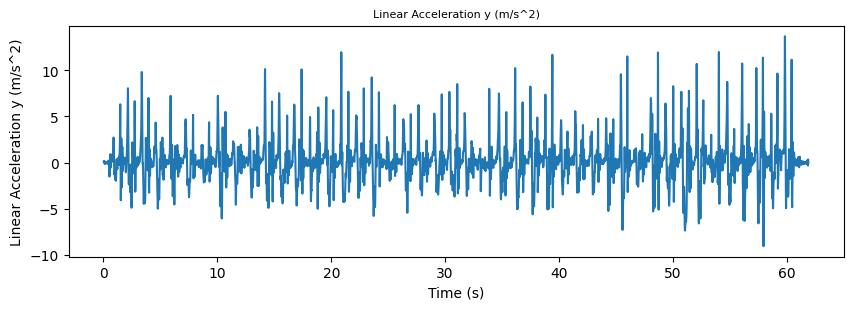 Linear Acceleration y (m/s^2)
Linear Acceleration y (m/s^2)
10
5
0
−5
−10
0 10 20 30 40 50 60
Time (s)